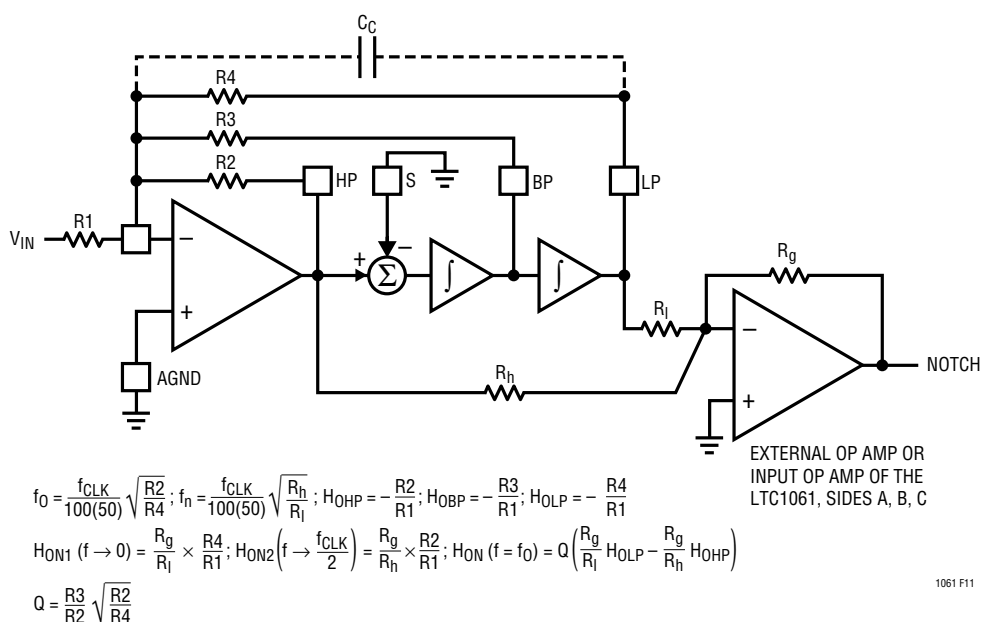 C_C
R4
R3
R2
HP
S
BP
LP
R1
V_IN
−
+
+
−
Σ
∫
∫
R_g
R_l
−
+
NOTCH
AGND
R_h
EXTERNAL OP AMP OR
INPUT OP AMP OF THE
LTC1061, SIDES A, B, C
f_O = f_CLK/100(50) √(R2/R4) ; f_n = f_CLK/100(50) √(R_h/R_l) ; H_OHP = − R2/R1; H_OBP = − R3/R1; H_OLP = − R4/R1
H_ON1 (f → 0) = R_g/R_l × R4/R1; H_ON2 (f → f_CLK/2) = R_g/R_h × R2/R1; H_ON (f = f_O) = Q(R_g/R_l H_OLP − R_g/R_h H_OHP)
Q = R3/R2 √(R2/R4)
1061 F11